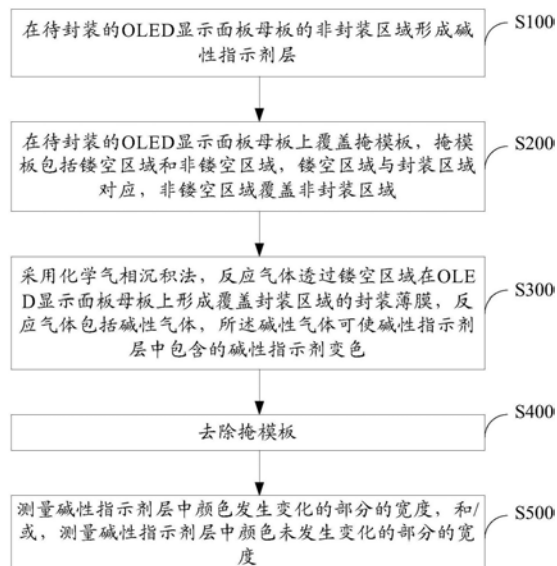 在待封装的OLED显示面板母板的非封装区域形成碱
性指示剂层
S100
在待封装的OLED显示面板母板上覆盖掩模板，掩模
板包括镂空区域和非镂空区域，镂空区域与封装区域
对应，非镂空区域覆盖非封装区域
S200
采用化学气相沉积法，反应气体透过镂空区域在OLE
D显示面板母板上形成覆盖封装区域的封装薄膜，反
应气体包括碱性气体，所述碱性气体可使碱性指示剂
层中包含的碱性指示剂变色
S300
去除掩模板
S400
测量碱性指示剂层中颜色发生变化的部分的宽度，和/
或，测量碱性指示剂层中颜色未发生变化的部分的宽
度
S500